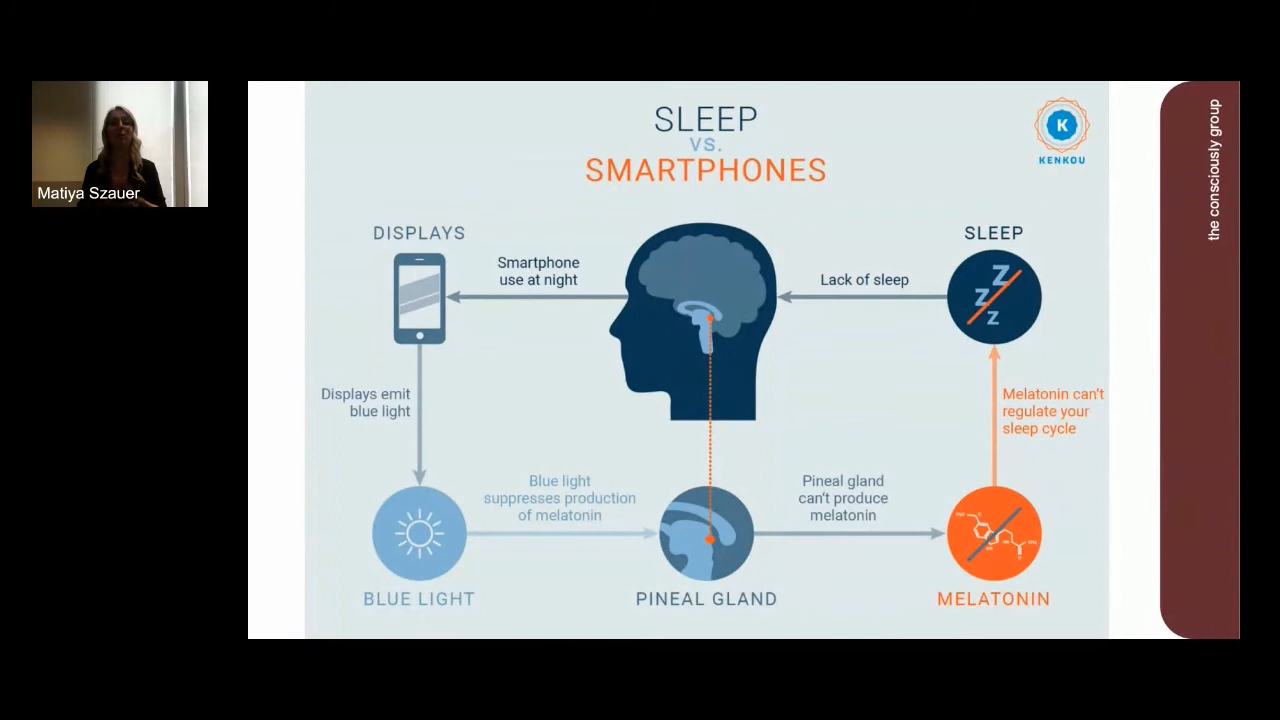 Matiya Szauer
SLEEP
VS.
SMARTPHONES
K
KENKOU
the consciously group
DISPLAYS
Smartphone
use at night
Lack of sleep
SLEEP
Z
Z
Z
Displays emit
blue light
Melatonin can't
regulate your
sleep cycle
Blue light
suppresses production
of melatonin
Pineal gland
can't produce
melatonin
BLUE LIGHT
PINEAL GLAND
MELATONIN